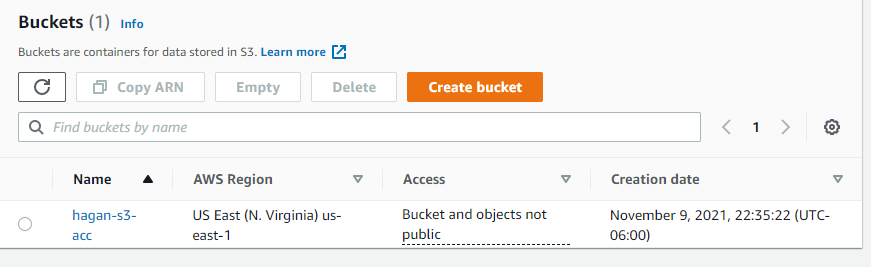 Buckets (1) Info
Buckets are containers for data stored in S3. Learn more
Copy ARN Empty Delete Create bucket
Find buckets by name 1
Name AWS Region Access Creation date
hagan-s3- US East (N. Virginia) us- Bucket and objects not November 9, 2021, 22:35:22 (UTC-
acc east-1 public 06:00)